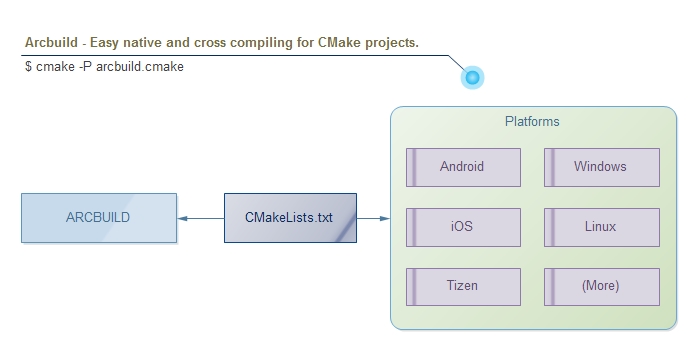 Arcbuild - Easy native and cross compiling for CMake projects.
$ cmake -P arcbuild.cmake
Platforms
Android
Windows
ARCBUILD
CMakeLists.txt
iOS
Linux
Tizen
(More)